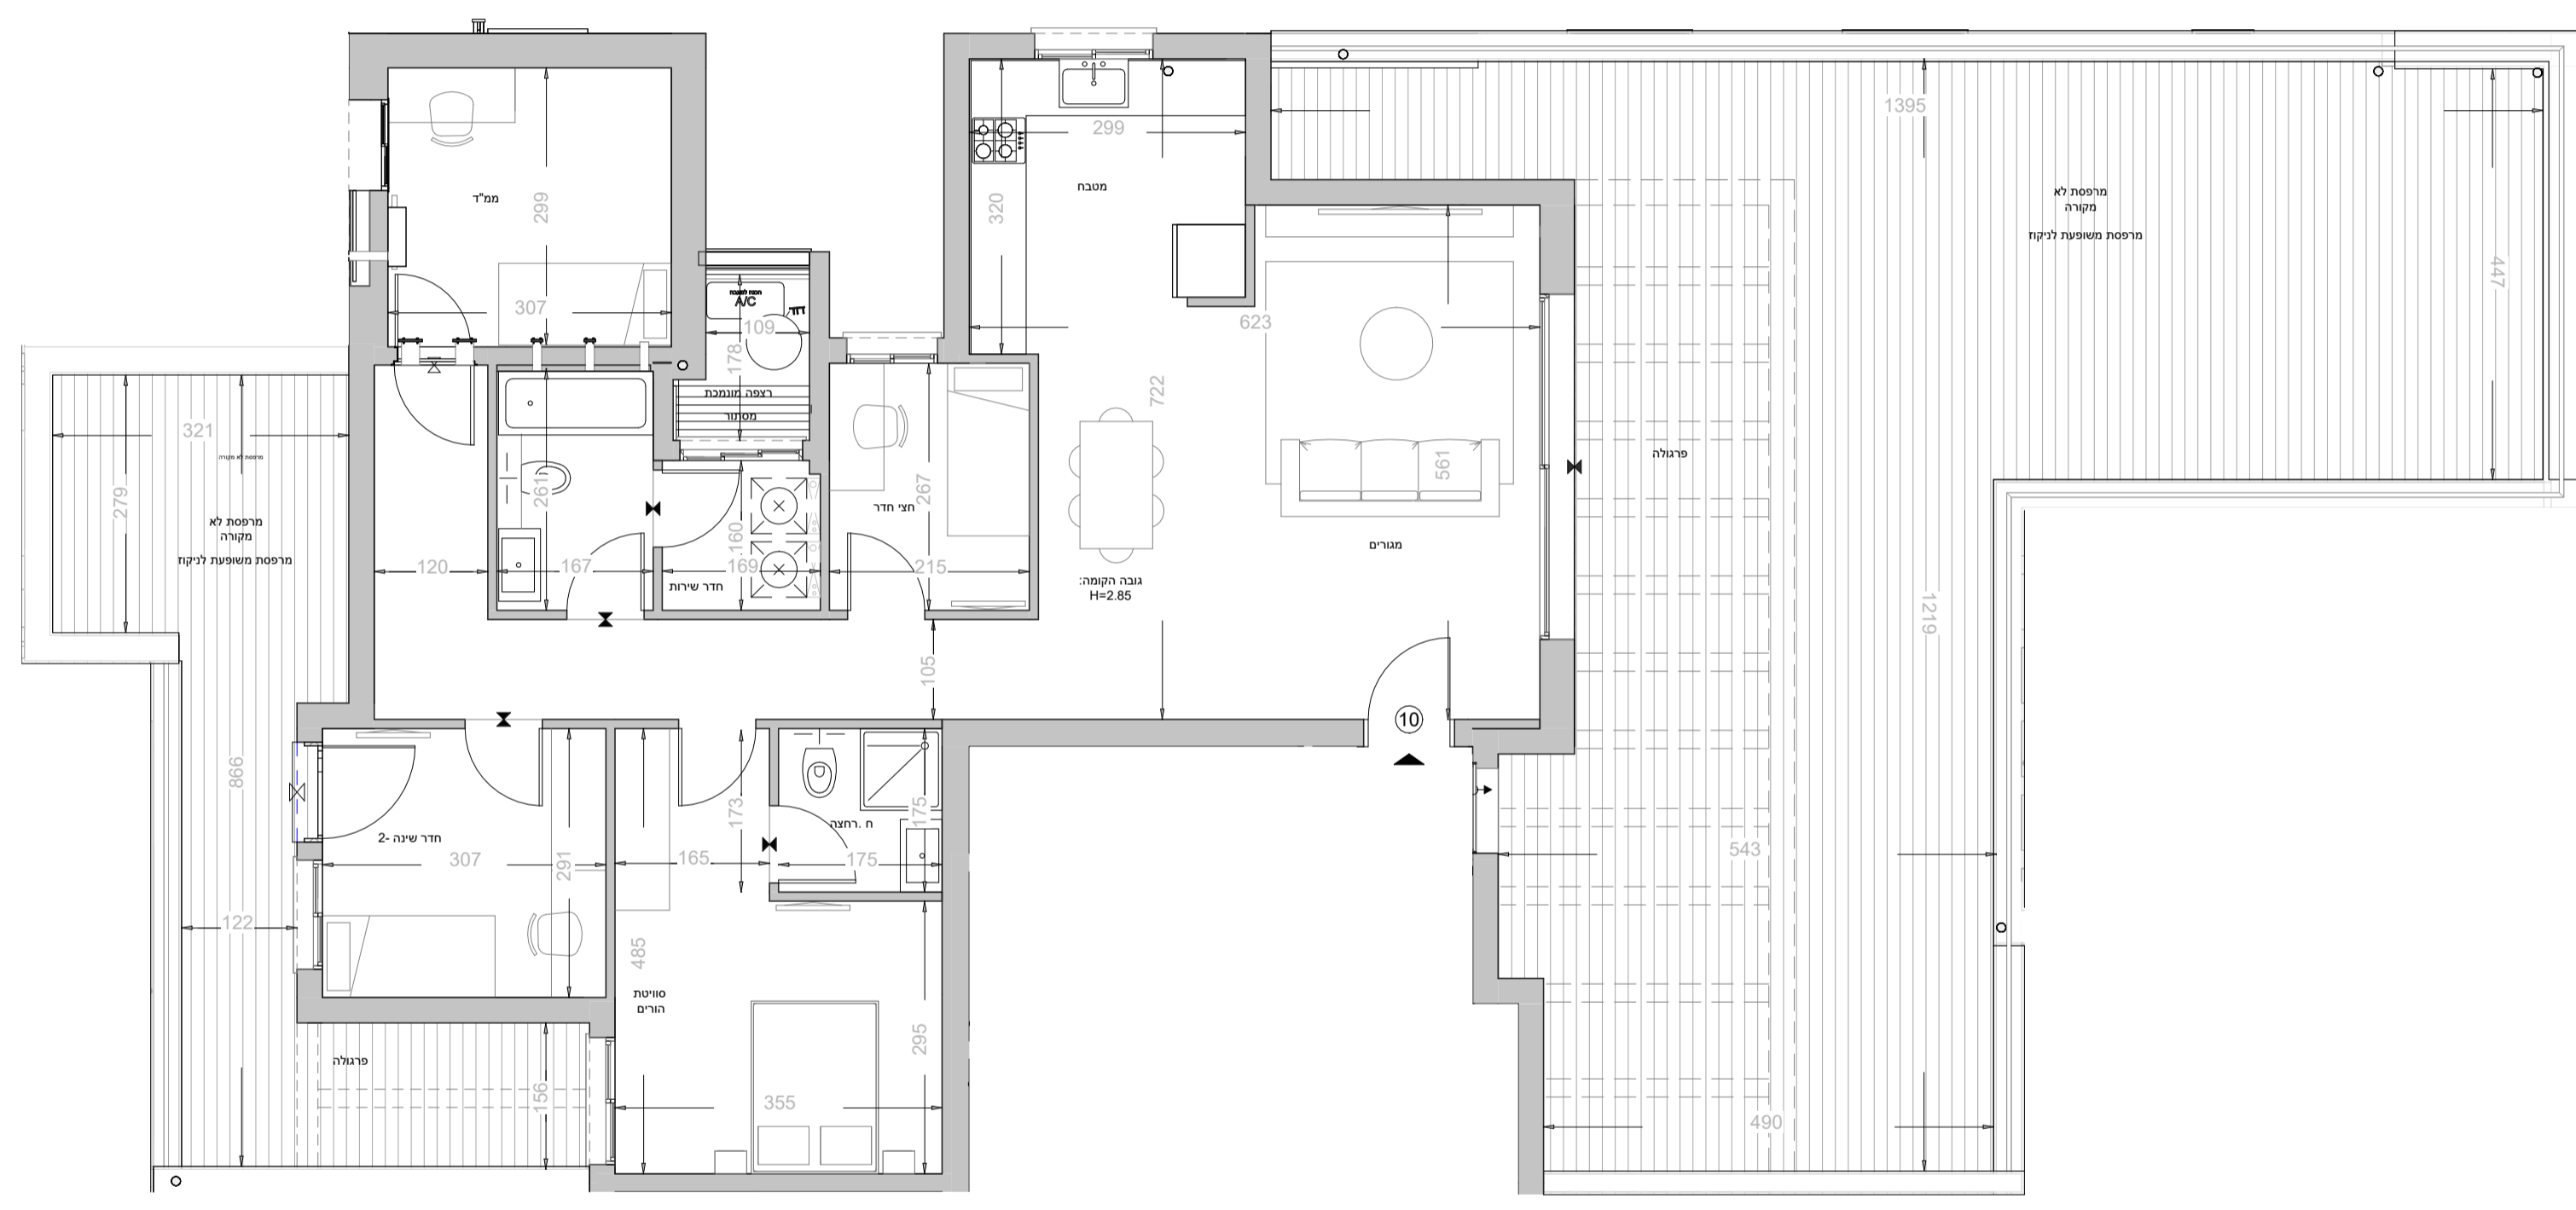 1395
299
מטבח
320
ממ"ד
299
307
מרפסת לא
מקורה
מרפסת משופעת לניקוז
447
A/C
109
178
רצפה מונמכת
מסתור
623
722
561
פרגולה
מגורים
321
מרפסת לא מקורה
279
מרפסת לא
מקורה
מרפסת משופעת לניקוז
261
267
חצי חדר
160
120
167
169
חדר שירות
215
גובה הקומה:
H=2.85
1219
105
10
866
173
175
ח .רחצה
חדר שינה -2
307
291
165
175
543
122
485
סוויטת
הורים
295
פרגולה
156
355
490